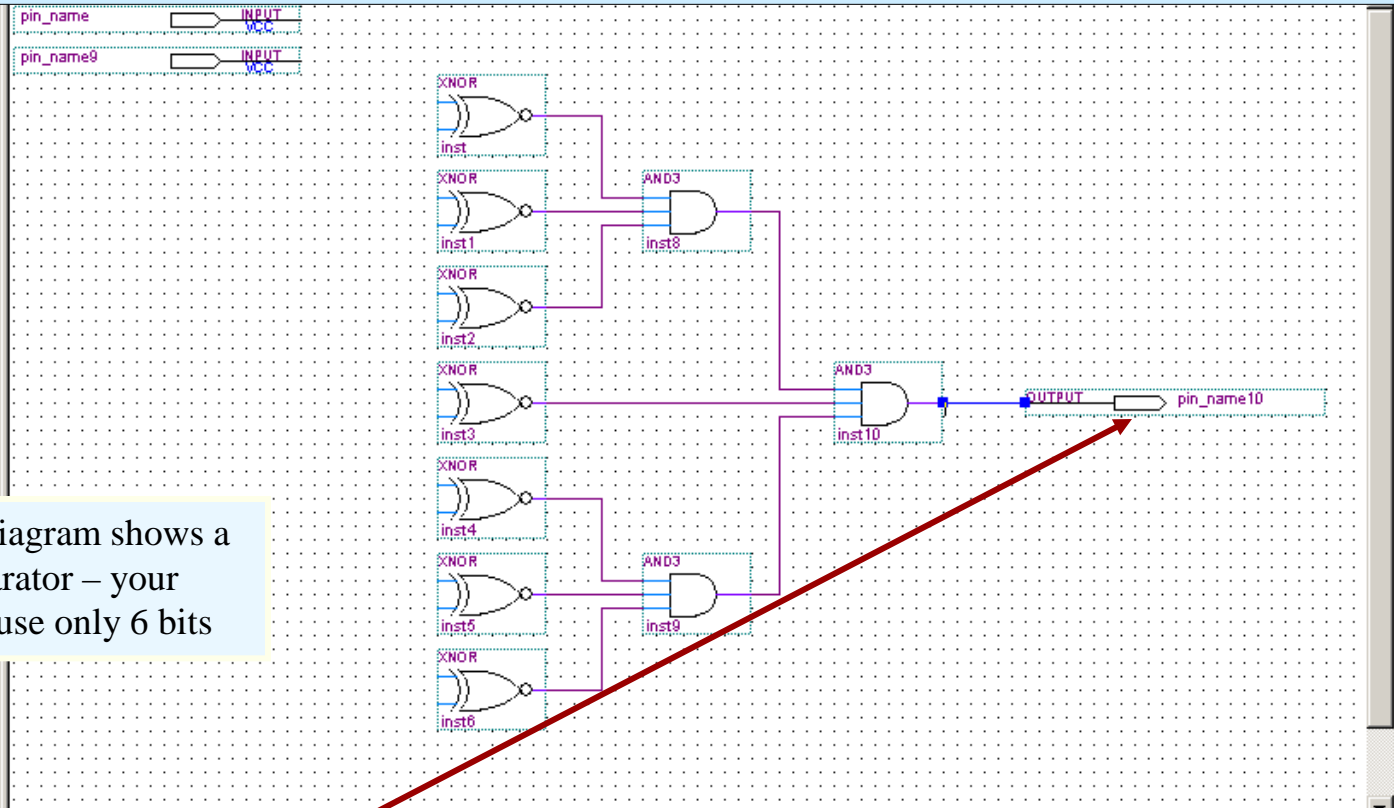 pin_name INPUT
VCC
pin_name9 INPUT
VCC
XNOR
inst
XNOR
inst1
AND3
inst8
XNOR
inst2
XNOR
inst3
AND3
inst10
OUTPUT pin_name10
XNOR
inst4
iagram shows a
rator – your
use only 6 bits
XNOR
inst5
AND3
inst9
XNOR
inst6